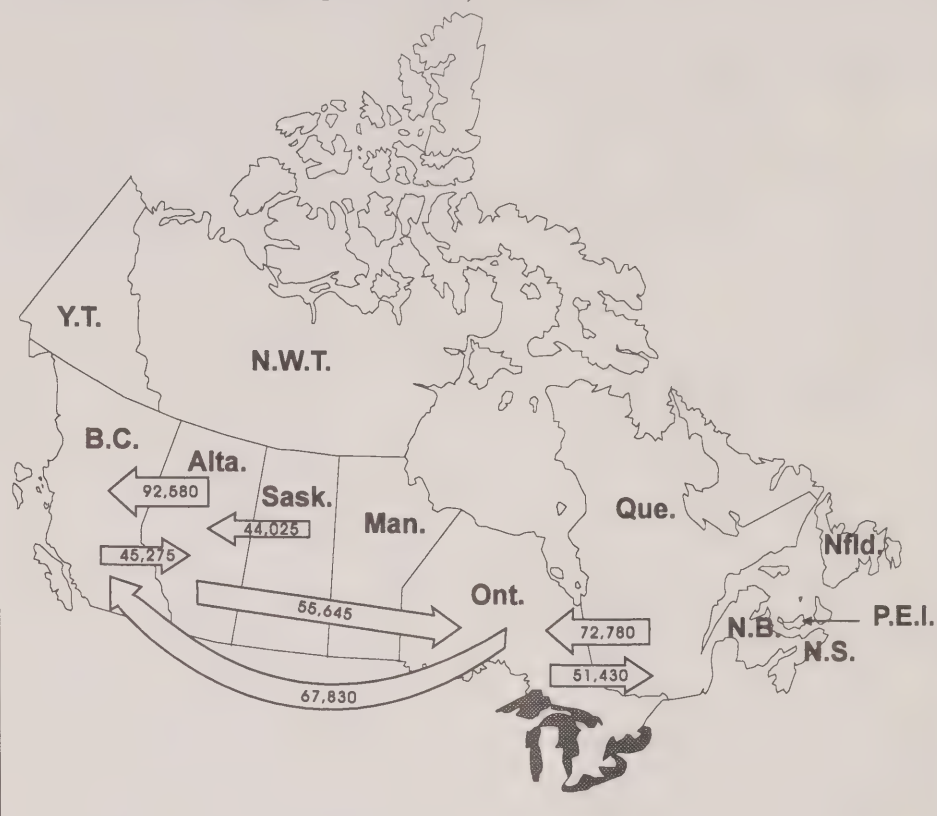 Y.T.
N.W.T.
B.C.
Alta.
92,580
Sask.
44,025
Man.
Que.
Nfld.
45,275
55,645
Ont.
72,780
N.B.
P.E.I.
N.S.
51,430
67,830